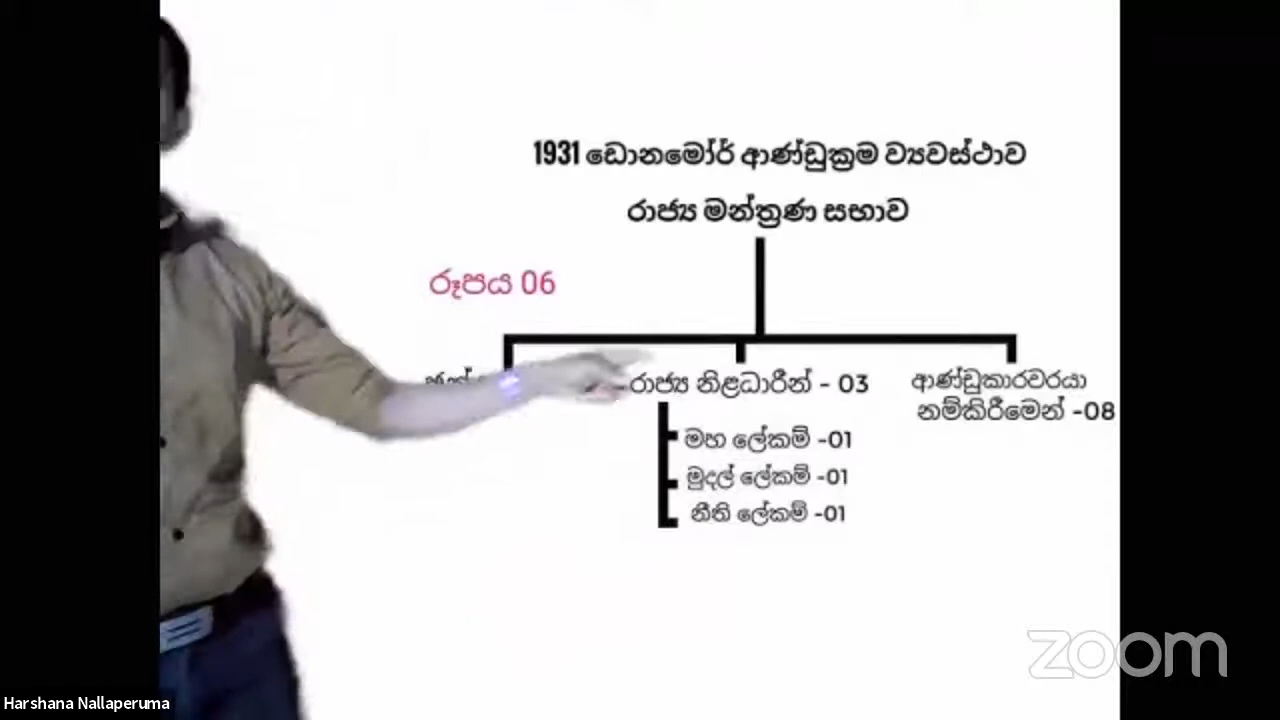 1931 ඩොනමෝර් ආණ්ඩුක්‍රම ව්‍යවස්ථාව
රාජ්‍ය මන්ත්‍රණ සභාව
රූපය 06
රාජ්‍ය නිළධාරීන් - 03
මහ ලේකම් -01
මුදල් ලේකම් -01
නීති ලේකම් -01
ආණ්ඩුකාරවරයා
නම්කිරීමෙන් -08
zoom
Harshana Nallaperuma